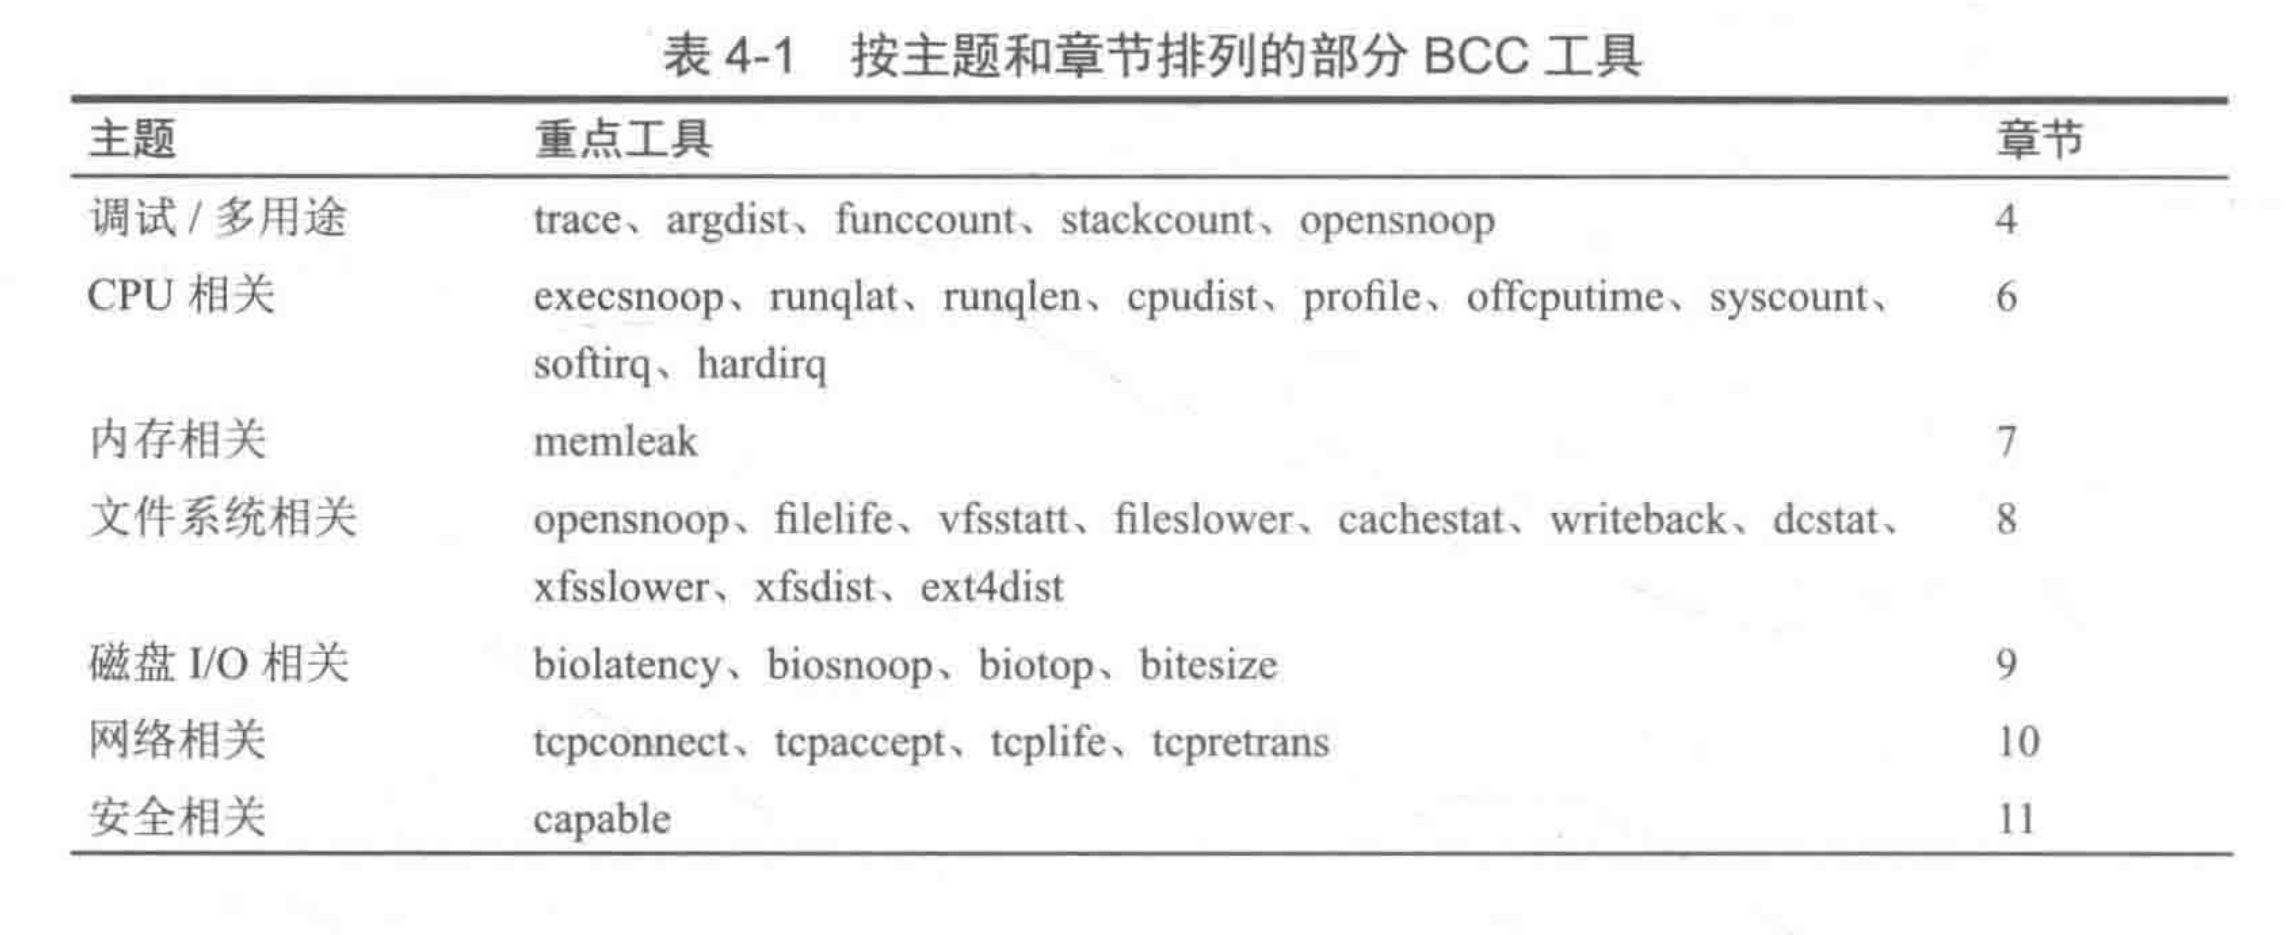 表 4-1 按主题和章节排列的部分 BCC 工具
主题 重点工具 章节
调试 / 多用途 trace、argdist、funccount、stackcount、opensnoop 4
CPU 相关 execsnoop、runqlat、runqlen、cpudist、profile、offcputime、syscount、 6
softirq、hardirq
内存相关 memleak 7
文件系统相关 opensnoop、filelife、vfsstatt、fileslower、cachestat、writeback、dcstat、 8
xfsslower、xfsdist、ext4dist
磁盘 I/O 相关 biolatency、biosnoop、biotop、bitesize 9
网络相关 tcpconnect、tcpaccept、tcplife、tcpretrans 10
安全相关 capable 11